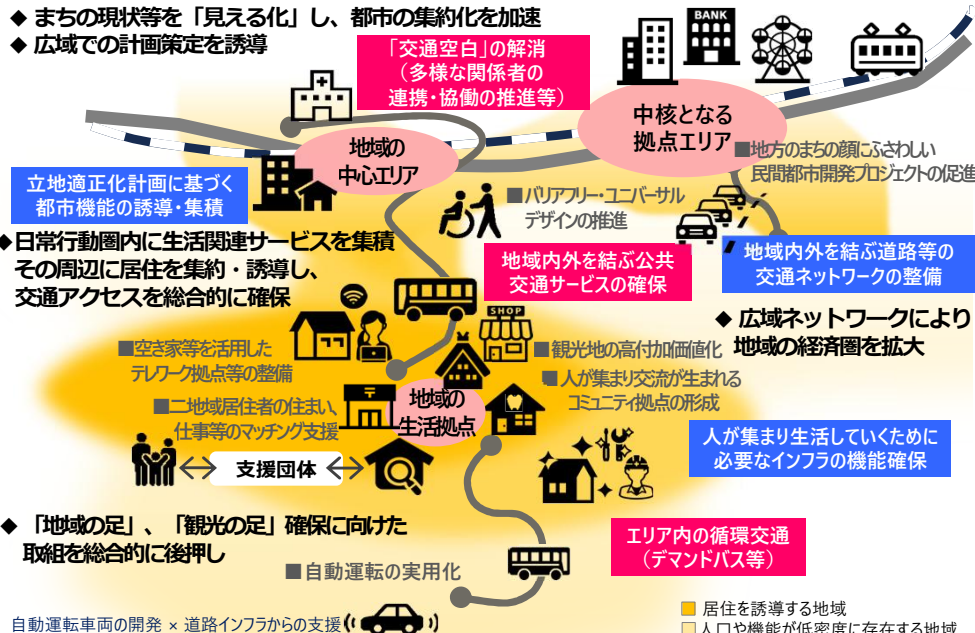 ◆ まちの現状等を「見える化」し、都市の集約化を加速
◆ 広域での計画策定を誘導
「交通空白」の解消
（多様な関係者の
連携・協働の推進等）
BANK
中核となる
拠点エリア
地域の
中心エリア
■地方のまちの顔にふさわしい
民間都市開発プロジェクトの促進
立地適正化計画に基づく
都市機能の誘導・集積
■バリアフリー・ユニバーサル
デザインの推進
◆日常行動圏内に生活関連サービスを集積
その周辺に居住を集約・誘導し、
交通アクセスを総合的に確保
地域内外を結ぶ公共
交通サービスの確保
地域内外を結ぶ道路等の
交通ネットワークの整備
◆ 広域ネットワークにより
地域の経済圏を拡大
SHOP
■空き家等を活用した
テレワーク拠点等の整備
■観光地の高付加価値化
■人が集まり交流が生まれる
コミュニティ拠点の形成
■二地域居住者の住まい、
仕事等のマッチング支援
〒
地域の
生活拠点
支援団体
人が集まり生活していくために
必要なインフラの機能確保
◆ 「地域の足」、「観光の足」確保に向けた
取組を総合的に後押し
エリア内の循環交通
（デマンドバス等）
■自動運転の実用化
自動運転車両の開発 × 道路インフラからの支援
居住を誘導する地域
人口や機能が低密度に存在する地域